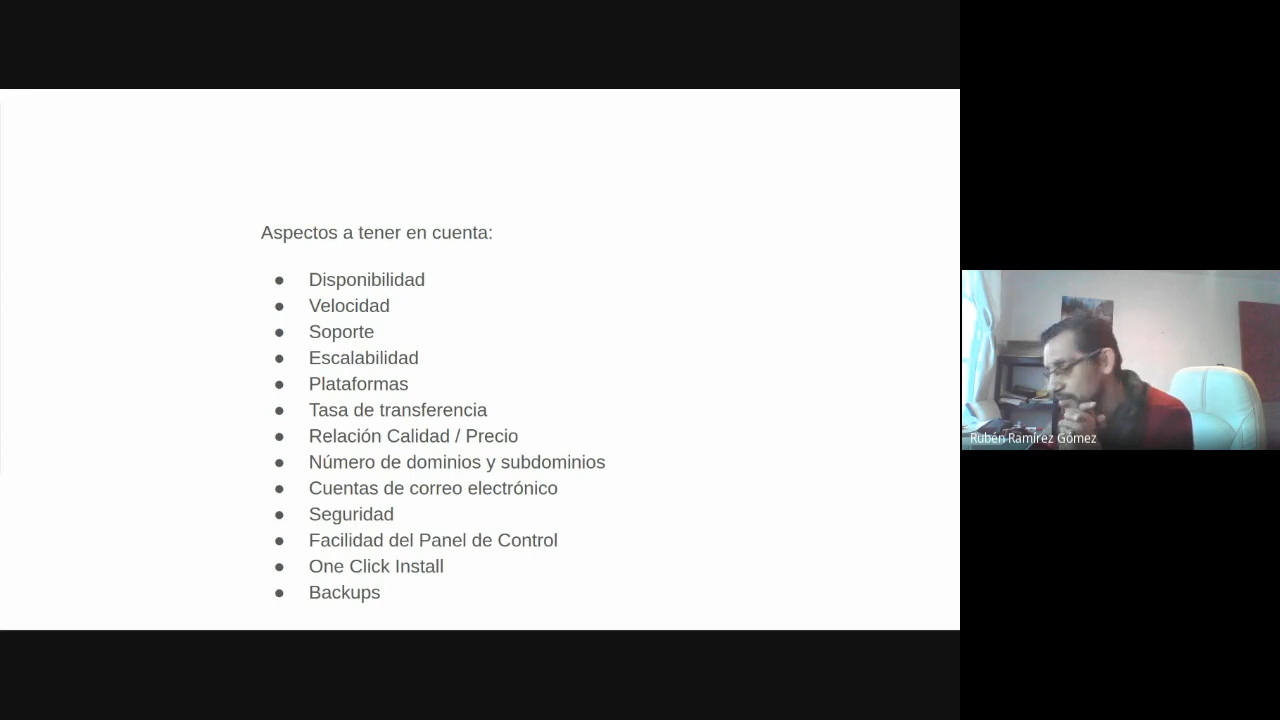 Aspectos a tener en cuenta:
● Disponibilidad
● Velocidad
● Soporte
● Escalabilidad
● Plataformas
● Tasa de transferencia
● Relación Calidad / Precio
● Número de dominios y subdominios
● Cuentas de correo electrónico
● Seguridad
● Facilidad del Panel de Control
● One Click Install
● Backups
Rubén Ramírez Gómez